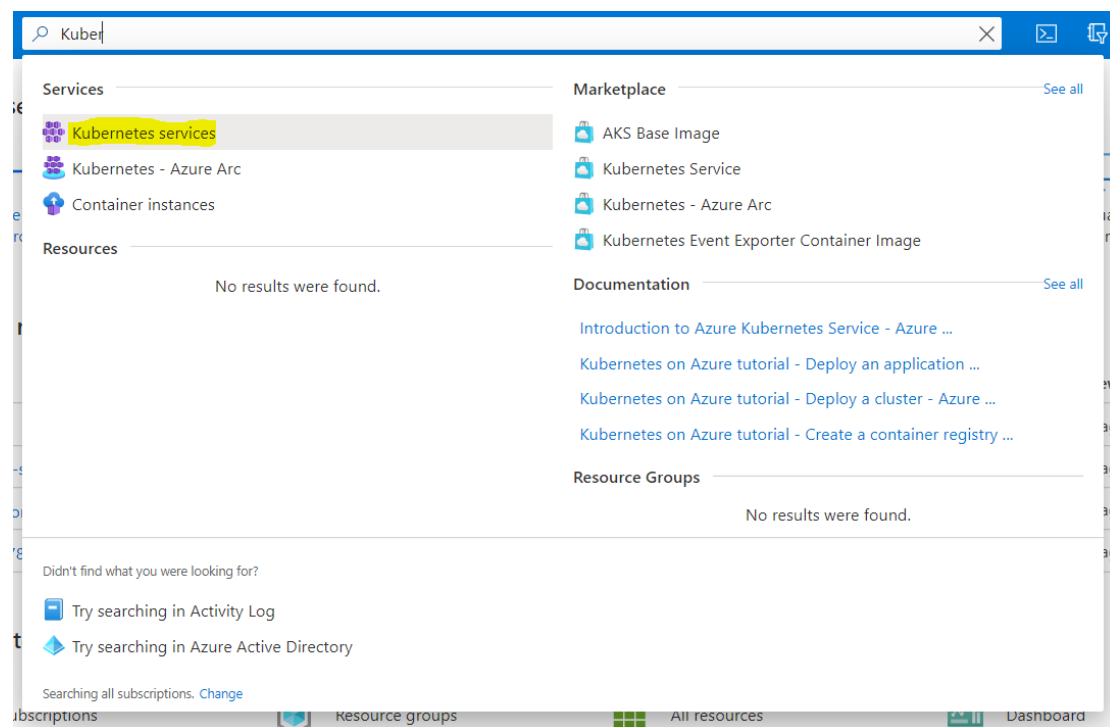 Kuber
Services
Kubernetes services
Kubernetes - Azure Arc
Container instances
Resources
No results were found.
Marketplace
See all
AKS Base Image
Kubernetes Service
Kubernetes - Azure Arc
Kubernetes Event Exporter Container Image
Documentation
See all
Introduction to Azure Kubernetes Service - Azure ...
Kubernetes on Azure tutorial - Deploy an application ...
Kubernetes on Azure tutorial - Deploy a cluster - Azure ...
Kubernetes on Azure tutorial - Create a container registry ...
Resource Groups
No results were found.
Didn't find what you were looking for?
Try searching in Activity Log
Try searching in Azure Active Directory
Searching all subscriptions. Change
ubscriptions
Resource groups
All resources
Dashboard